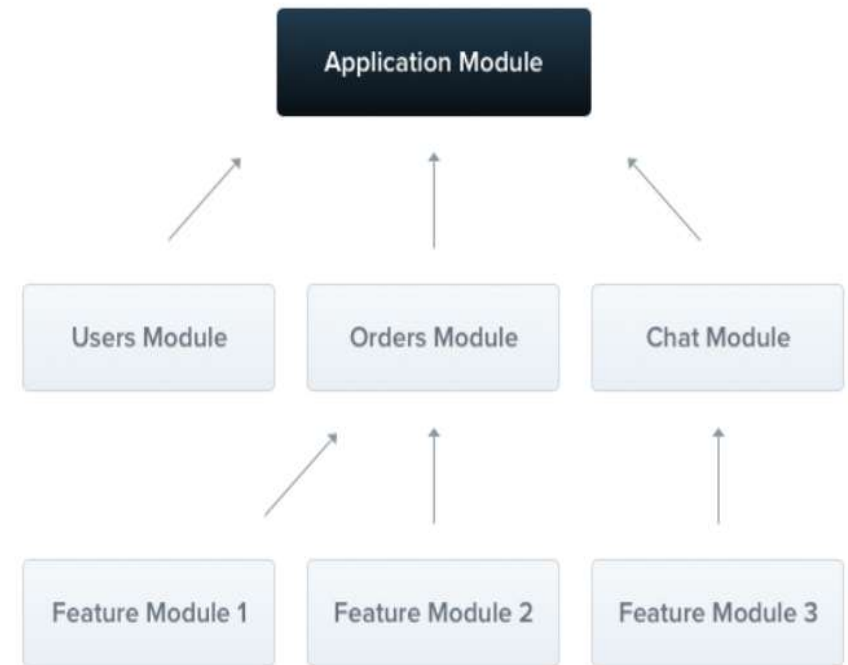 Application Module
Users Module
Orders Module
Chat Module
Feature Module 1
Feature Module 2
Feature Module 3